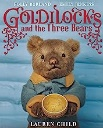 GOLDILOCKS
and the Three Bears
LAUREN CHILD